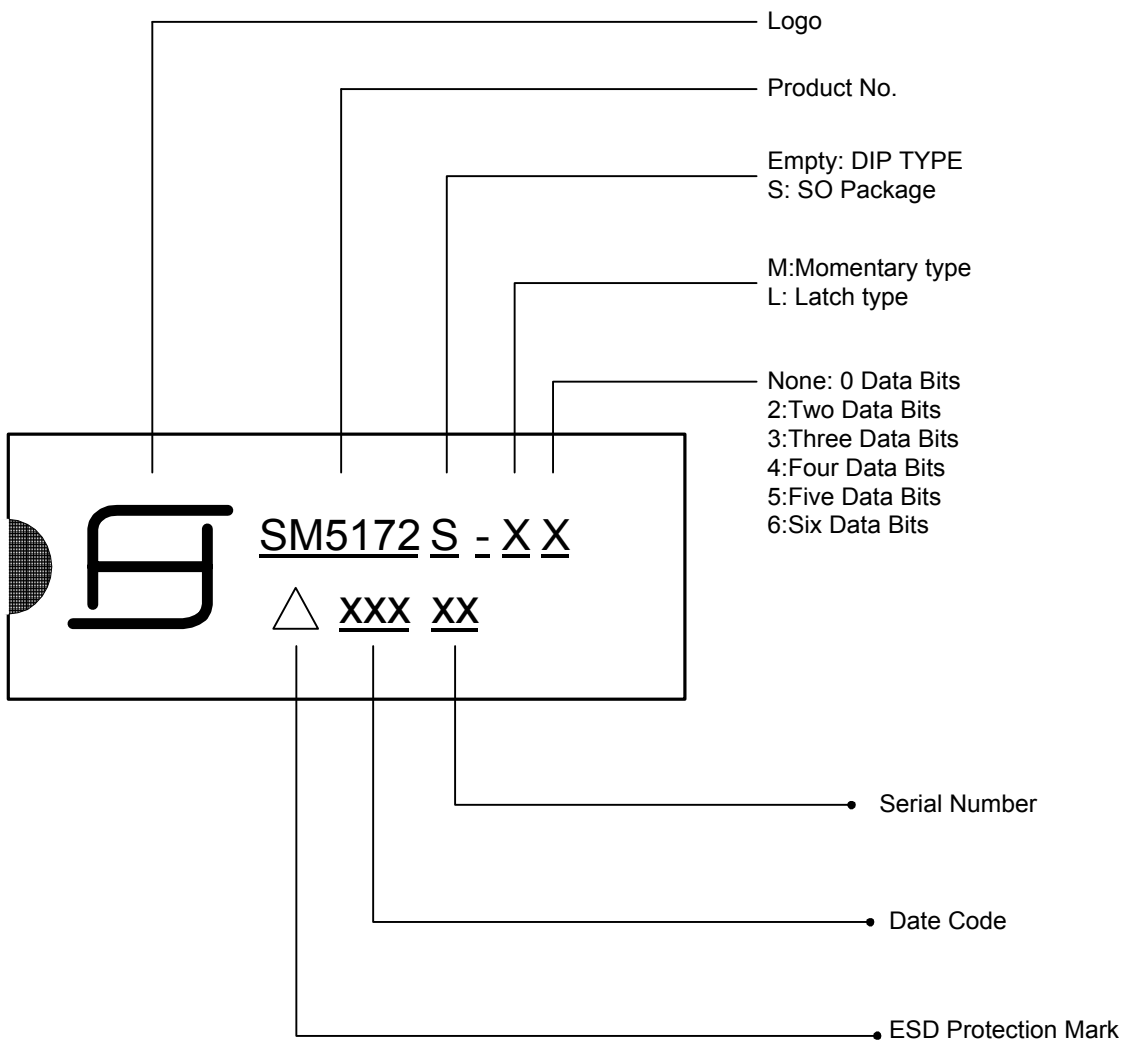 Logo
Product No.
Empty: DIP TYPE
S: SO Package
M:Momentary type
L: Latch type
None: 0 Data Bits
2:Two Data Bits
3:Three Data Bits
4:Four Data Bits
5:Five Data Bits
6:Six Data Bits
SM5172 S - X X
xxx xx
Serial Number
Date Code
ESD Protection Mark